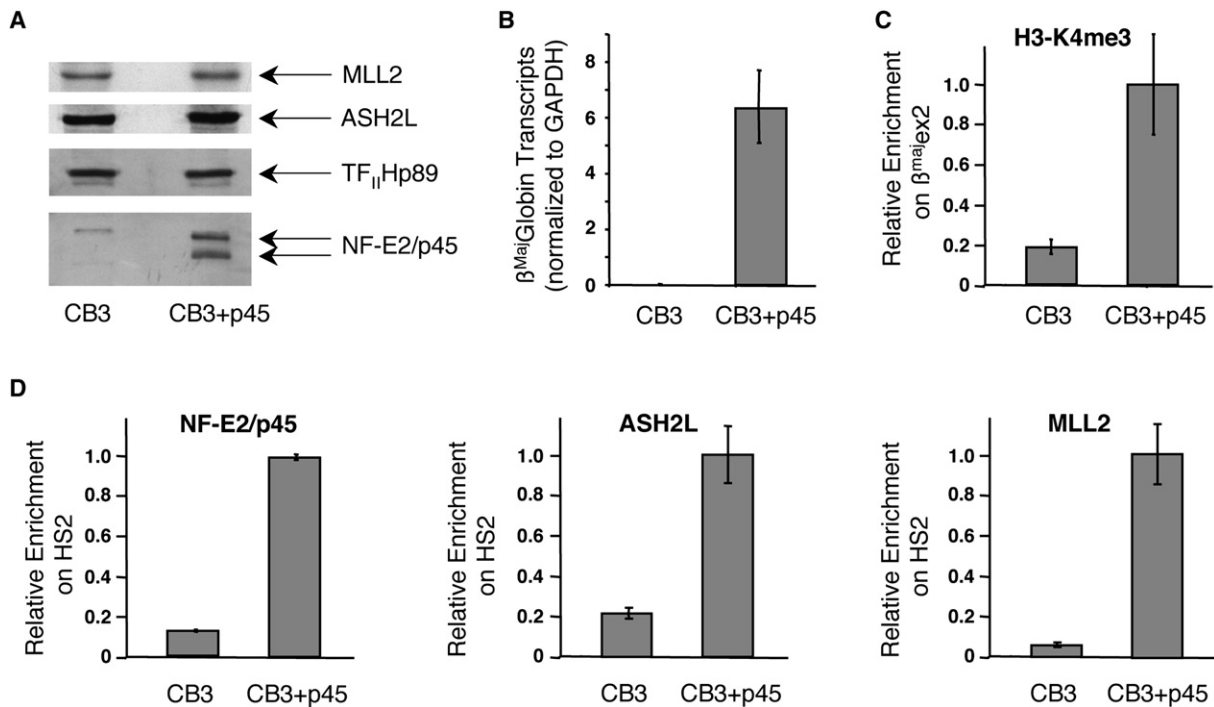 A
MLL2
ASH2L
TFIIHp89
NF-E2/p45
CB3 CB3+p45
B
ßMajGlobin Transcripts
(normalized to GAPDH)
8
6
4
2
0
CB3 CB3+p45
C
H3-K4me3
Relative Enrichment
on ßmajex2
1.0
0.8
0.6
0.4
0.2
0
CB3 CB3+p45
D
NF-E2/p45
Relative Enrichment
on HS2
1.0
0.8
0.6
0.4
0.2
0
CB3 CB3+p45
ASH2L
Relative Enrichment
on HS2
1.0
0.8
0.6
0.4
0.2
0
CB3 CB3+p45
MLL2
Relative Enrichment
on HS2
1.0
0.8
0.6
0.4
0.2
0
CB3 CB3+p45